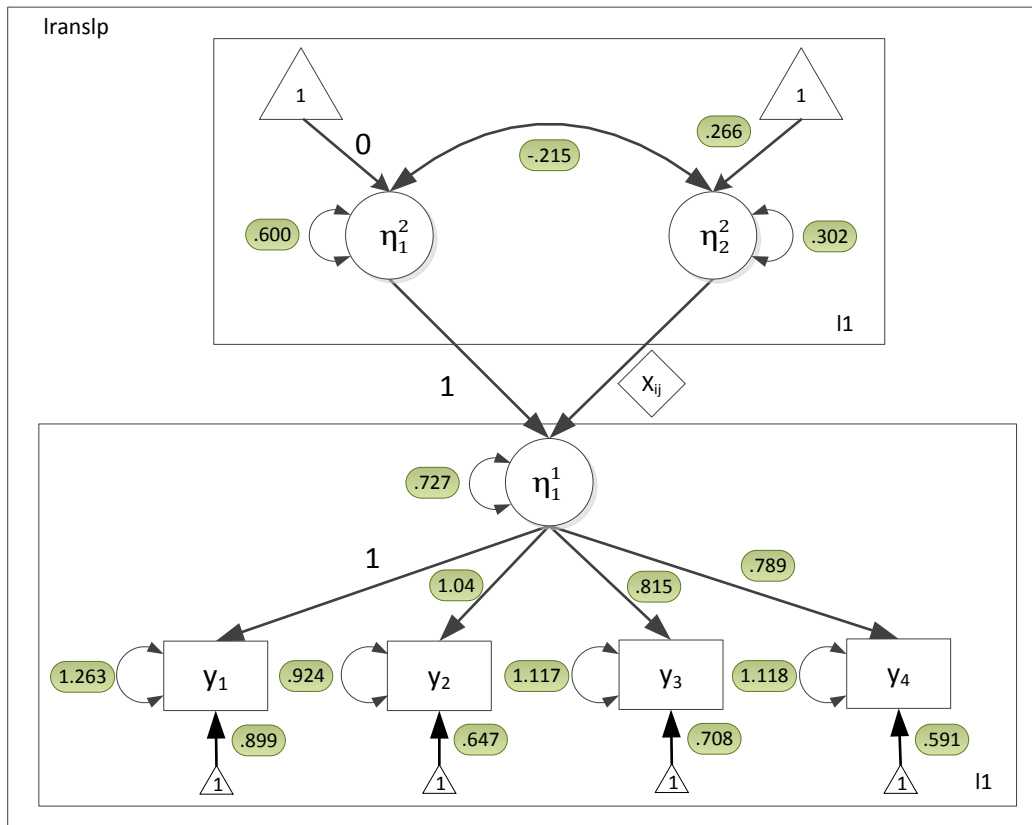 lranslp
1
1
0
-.215
.266
.600
η₁²
η₂²
.302
l1
1
Xᵢⱼ
.727
η₁¹
1
1.04
.815
.789
1.263
y₁
.924
y₂
1.117
y₃
1.118
y₄
.899
.647
.708
.591
1
1
1
1
l1